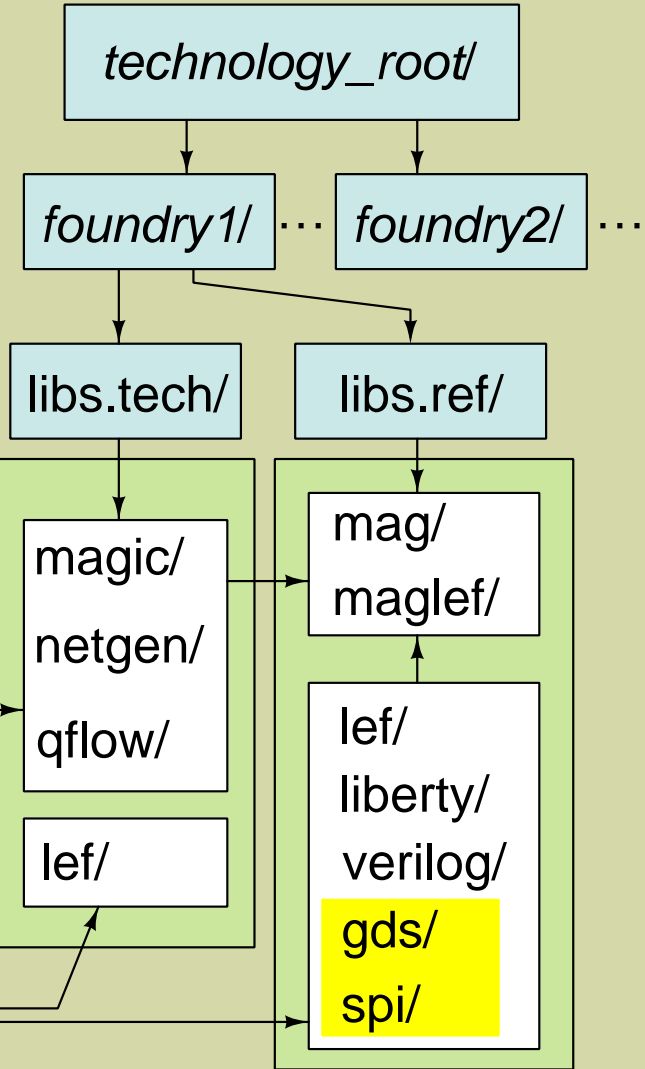 technology_root/
foundry1/ ... foundry2/ ...
libs.tech/
libs.ref/
magic/
netgen/
qflow/
lef/
mag/
maglef/
lef/
liberty/
verilog/
gds/
spi/